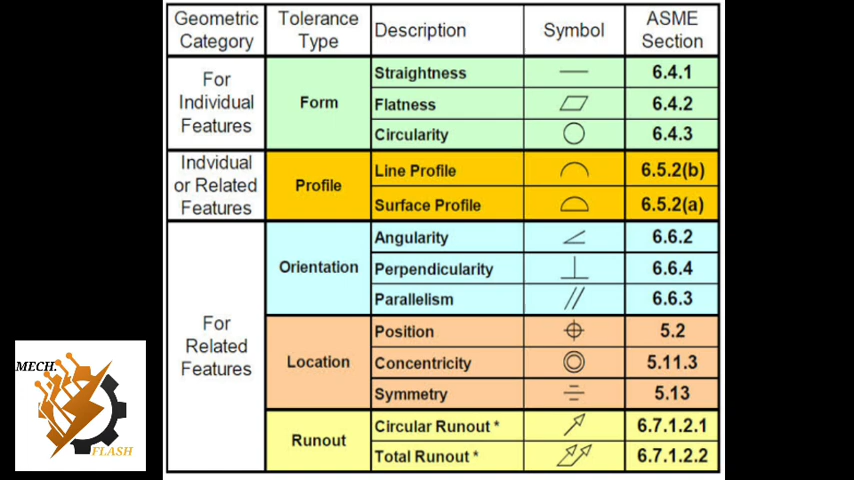 Geometric Category Tolerance Type Description Symbol ASME Section
For Individual Features
Form
Straightness 6.4.1
Flatness 6.4.2
Circularity 6.4.3
Indvidual or Related Features
Profile
Line Profile 6.5.2(b)
Surface Profile 6.5.2(a)
For Related Features
Orientation
Angularity 6.6.2
Perpendicularity 6.6.4
Parallelism 6.6.3
Location
Position 5.2
Concentricity 5.11.3
Symmetry 5.13
Runout
Circular Runout * 6.7.1.2.1
Total Runout * 6.7.1.2.2
MECH.
FLASH